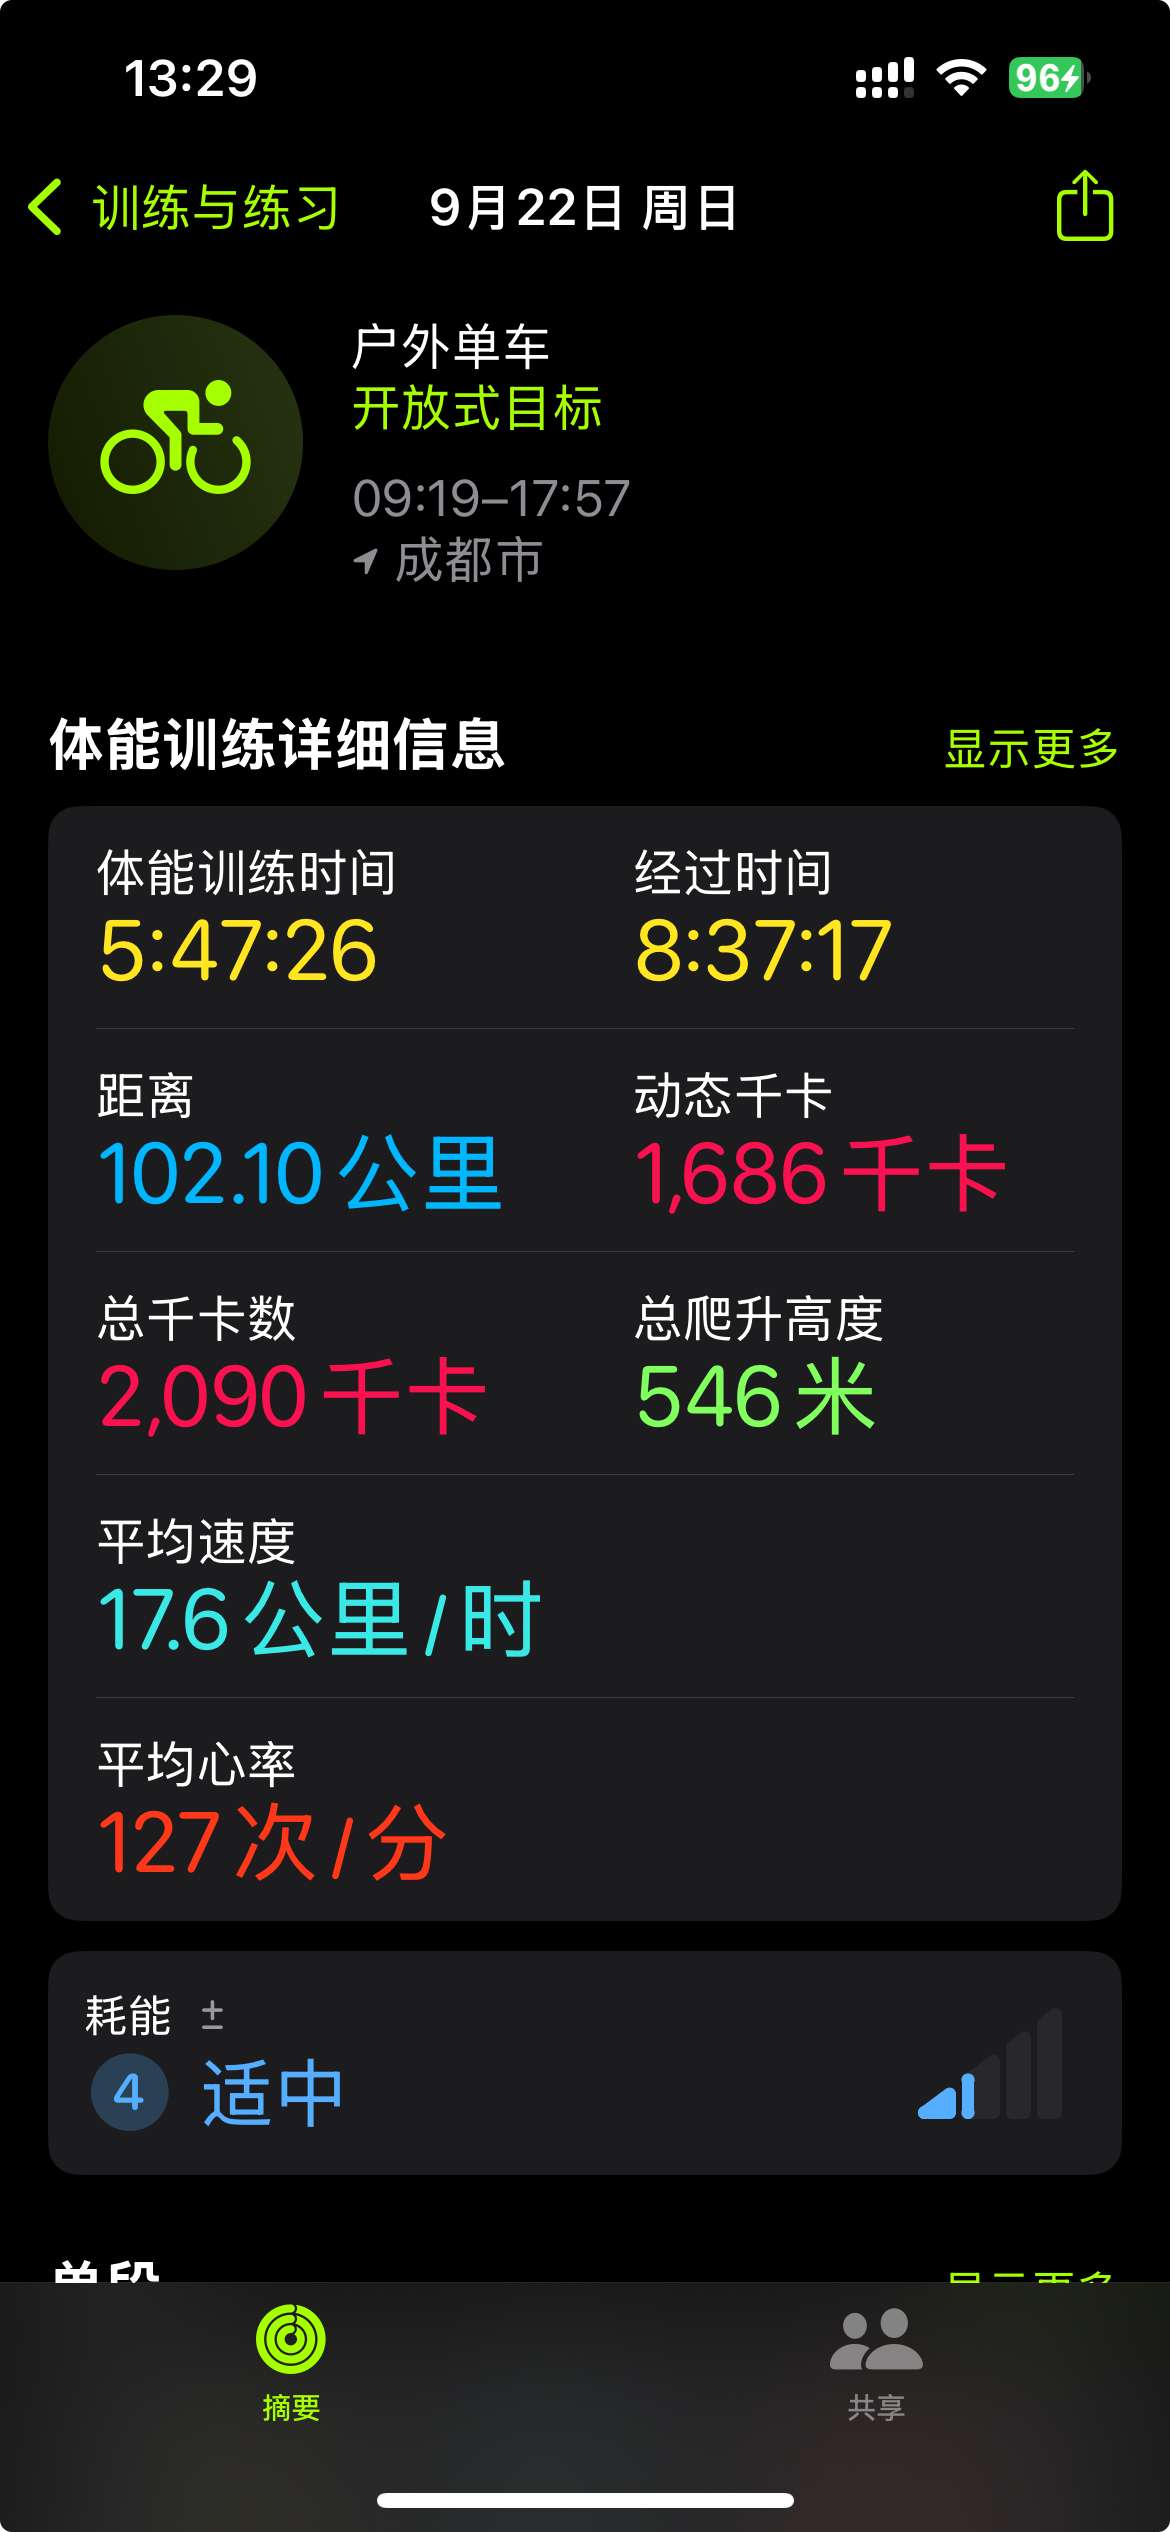 13:29
96
训练与练习
9月22日 周日
户外单车
开放式目标
09:19–17:57
成都市
体能训练详细信息
显示更多
体能训练时间
经过时间
5:47:26
8:37:17
距离
动态千卡
102.10公里
1,686千卡
总千卡数
总爬升高度
2,090千卡
546米
平均速度
17.6公里/时
平均心率
127次/分
耗能 ±
4 适中
单段
显示更多
摘要
共享